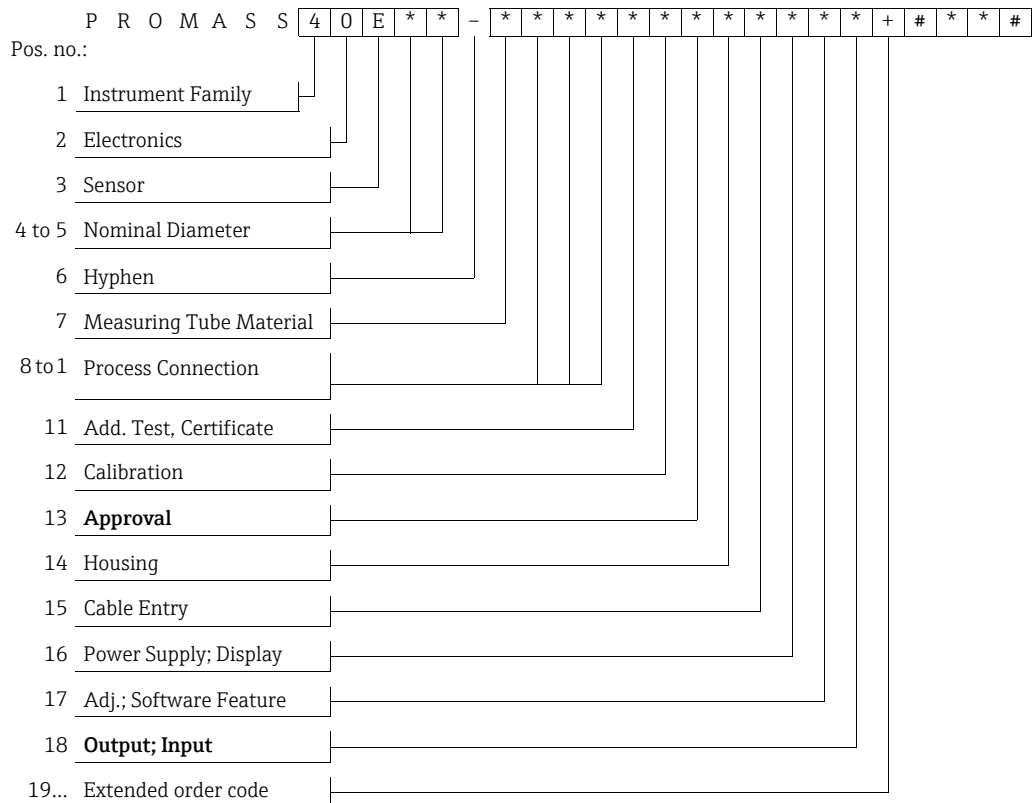 PROMASS 40E**-************+#**#
Pos. no.:
1 Instrument Family
2 Electronics
3 Sensor
4 to 5 Nominal Diameter
6 Hyphen
7 Measuring Tube Material
8 to 1 Process Connection
11 Add. Test, Certificate
12 Calibration
13 Approval
14 Housing
15 Cable Entry
16 Power Supply; Display
17 Adj.; Software Feature
18 Output; Input
19... Extended order code